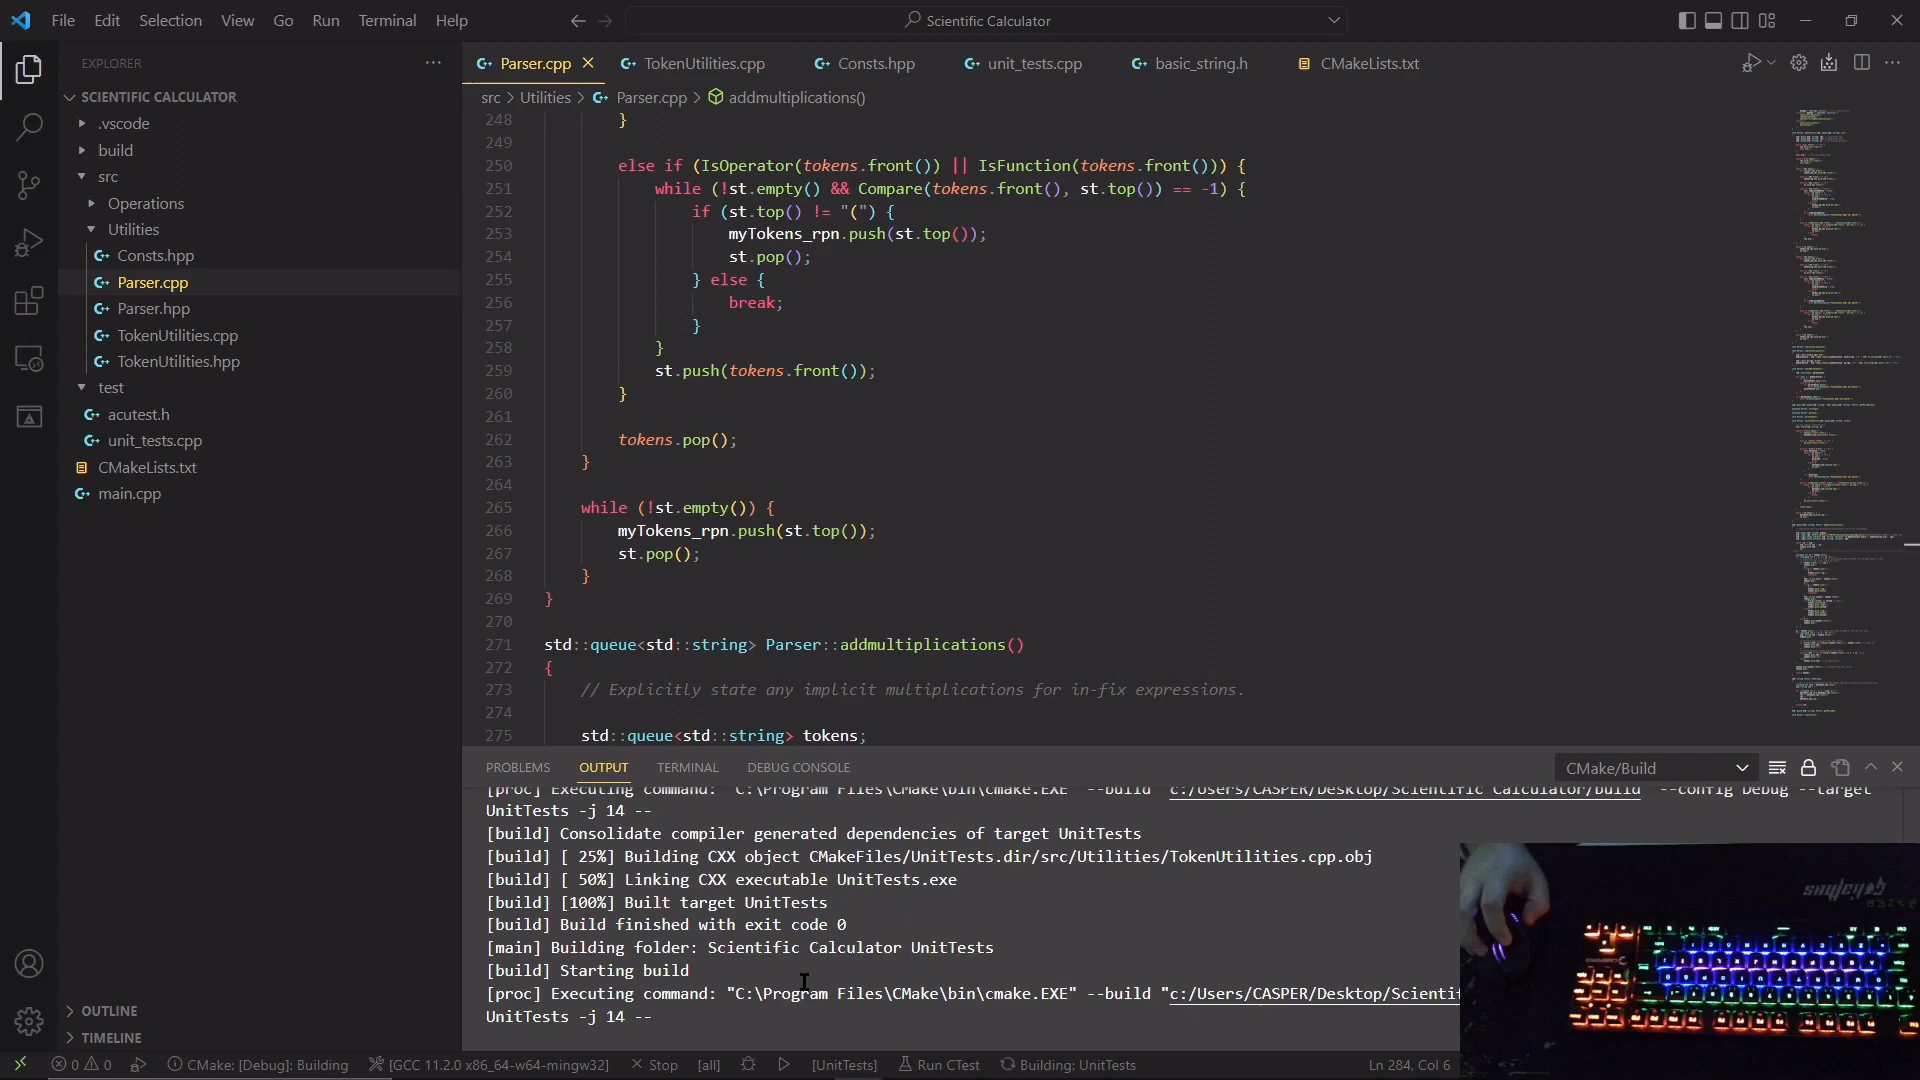 File Edit Selection View Go Run Terminal Help
Scientific Calculator
EXPLORER
SCIENTIFIC CALCULATOR
.vscode
build
src
Operations
Utilities
Consts.hpp
Parser.cpp
Parser.hpp
TokenUtilities.cpp
TokenUtilities.hpp
test
acutest.h
unit_tests.cpp
CMakeLists.txt
main.cpp
OUTLINE
TIMELINE
Parser.cpp TokenUtilities.cpp Consts.hpp unit_tests.cpp basic_string.h CMakeLists.txt
src > Utilities > Parser.cpp > addmultiplications()
248 }
249
250 else if (IsOperator(tokens.front()) || IsFunction(tokens.front())) {
251 while (!st.empty() && Compare(tokens.front(), st.top()) == -1) {
252 if (st.top() != "(") {
253 myTokens_rpn.push(st.top());
254 st.pop();
255 } else {
256 break;
257 }
258 }
259 st.push(tokens.front());
260 }
261
262 tokens.pop();
263 }
264
265 while (!st.empty()) {
266 myTokens_rpn.push(st.top());
267 st.pop();
268 }
269 }
270
271 std::queue<std::string> Parser::addmultiplications()
272 {
273 // Explicitly state any implicit multiplications for in-fix expressions.
274
275 std::queue<std::string> tokens;
PROBLEMS OUTPUT TERMINAL DEBUG CONSOLE
CMake/Build
[proc] Executing command: "C:\Program Files\CMake\bin\cmake.EXE" --build "c:/Users/CASPER/Desktop/Scientific Calculator/build" --config Debug --target
UnitTests -j 14 --
[build] Consolidate compiler generated dependencies of target UnitTests
[build] [ 25%] Building CXX object CMakeFiles/UnitTests.dir/src/Utilities/TokenUtilities.cpp.obj
[build] [ 50%] Linking CXX executable UnitTests.exe
[build] [100%] Built target UnitTests
[build] Build finished with exit code 0
[main] Building folder: Scientific Calculator UnitTests
[build] Starting build
[proc] Executing command: "C:\Program Files\CMake\bin\cmake.EXE" --build "c:/Users/CASPER/Desktop/Scientif
UnitTests -j 14 --
0 0 CMake: [Debug]: Building [GCC 11.2.0 x86_64-w64-mingw32] Stop [all] [UnitTests] Run CTest Building: UnitTests Ln 284, Col 6